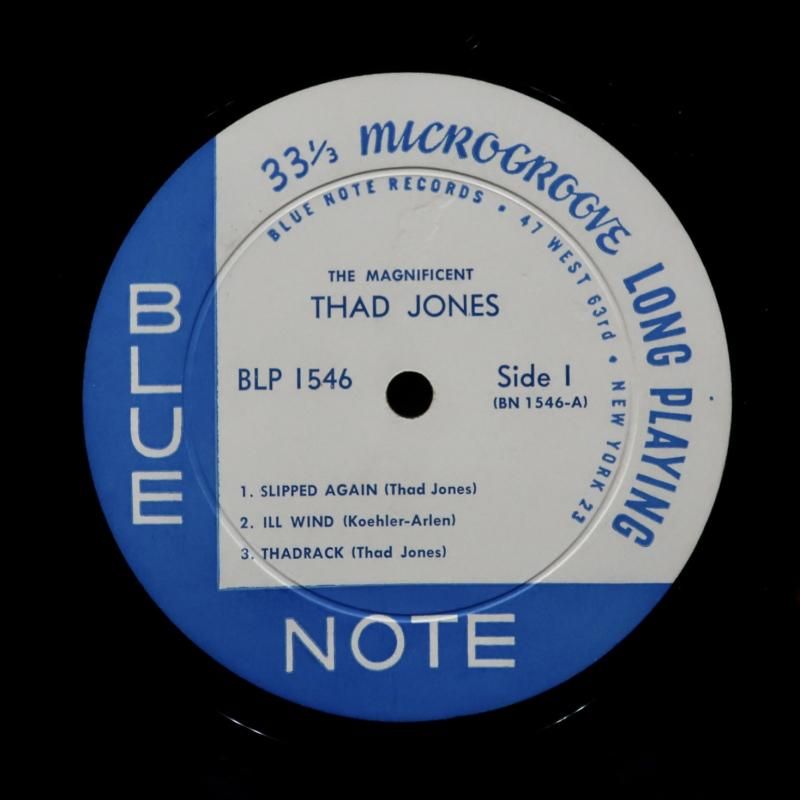 33⅓ MICROGROOVE LONG PLAYING
BLUE NOTE RECORDS • 47 WEST 63rd • NEW YORK 23
THE MAGNIFICENT
THAD JONES
BLP 1546
Side 1
(BN 1546-A)
1. SLIPPED AGAIN (Thad Jones)
2. ILL WIND (Koehler-Arlen)
3. THADRACK (Thad Jones)
BLUE
NOTE